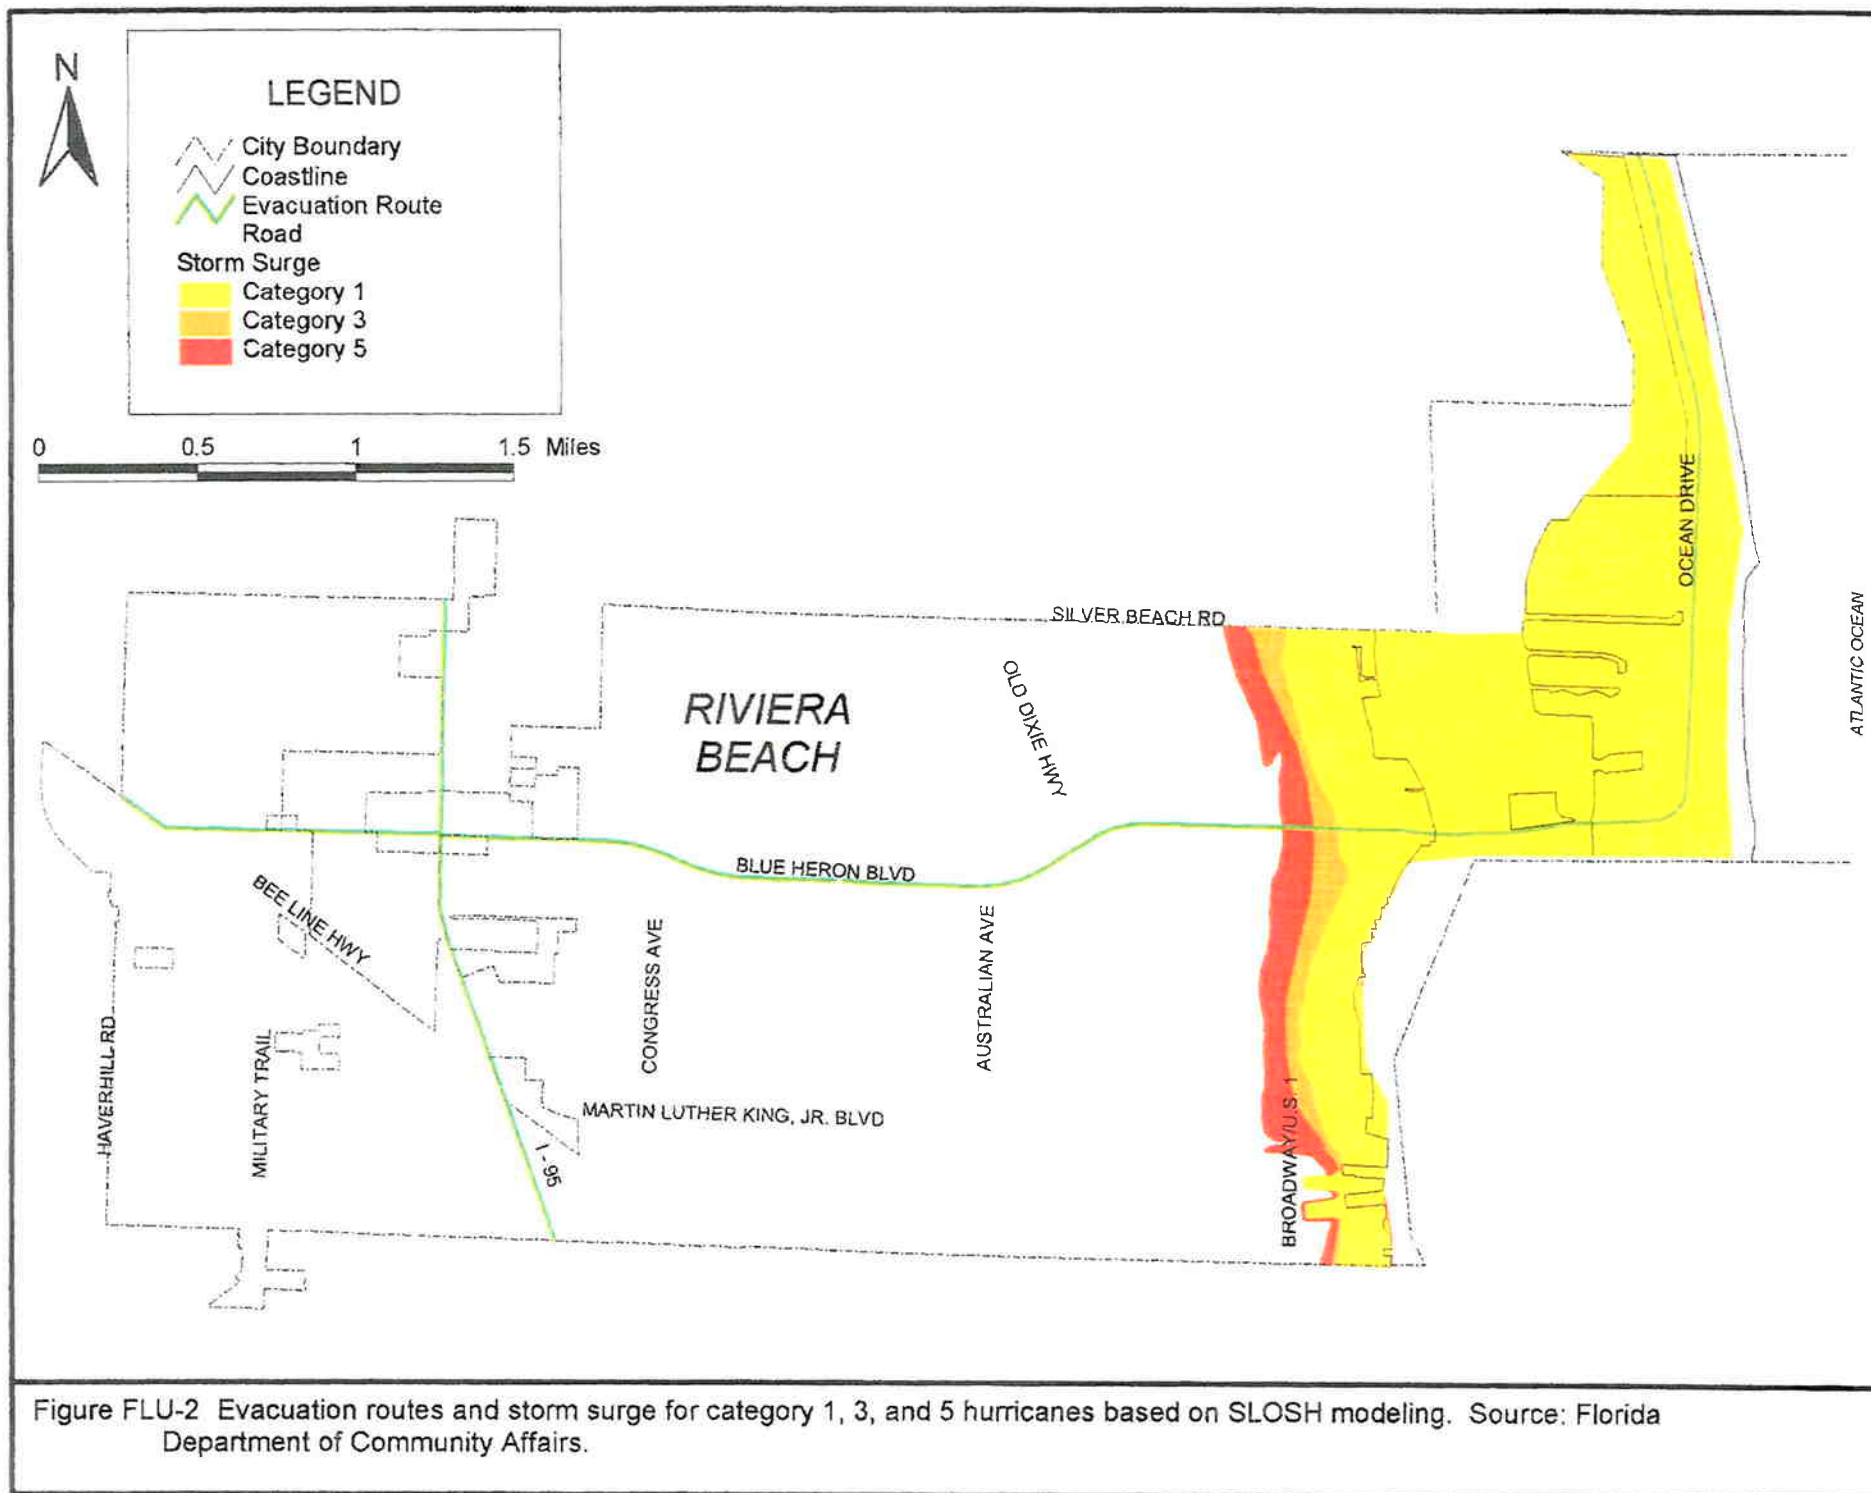 N
LEGEND
City Boundary
Coastline
Evacuation Route
Road
Storm Surge
Category 1
Category 3
Category 5
0 0.5 1 1.5 Miles
OCEAN DRIVE
ATLANTIC OCEAN
SILVER BEACH RD
OLD DIXIE HWY
RIVIERA
BEACH
BLUE HERON BLVD
BEE LINE HWY
HAVERHILL RD
MILITARY TRAIL
CONGRESS AVE
AUSTRALIAN AVE
MARTIN LUTHER KING, JR. BLVD
I - 95
BROADWAY/U.S. 1
Figure FLU-2 Evacuation routes and storm surge for category 1, 3, and 5 hurricanes based on SLOSH modeling. Source: Florida
Department of Community Affairs.